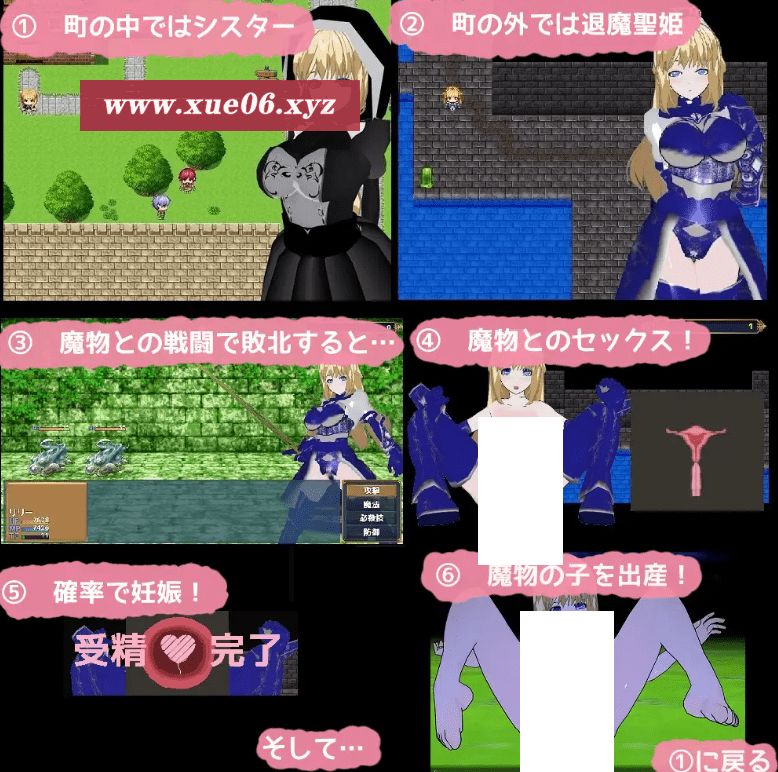 ① 町の中ではシスター
② 町の外では退魔聖姫
www.xue06.xyz
③ 魔物との戦闘で敗北すると…
④ 魔物とのセックス！
1
リリー
HP
MP
TP
攻撃
魔法
必殺技
防御
⑤ 確率で妊娠！
⑥ 魔物の子を出産！
受精
完了
そして…
①に戻る